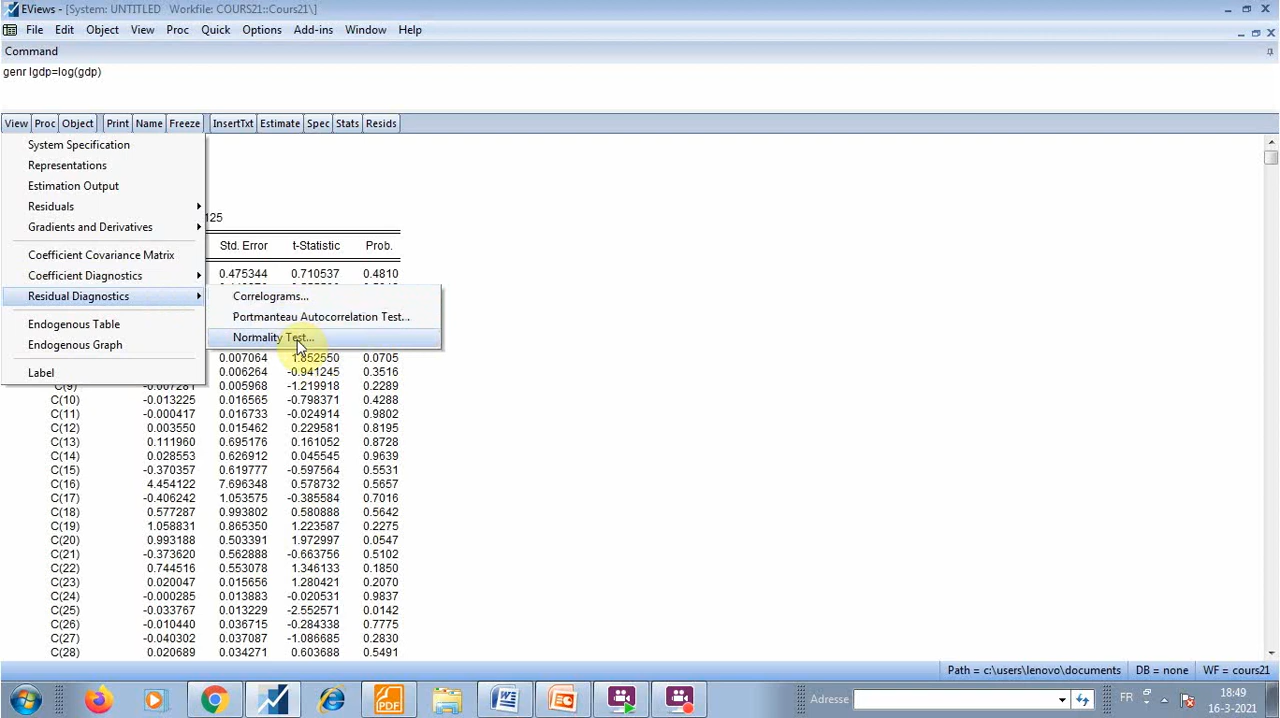 EViews - [System: UNTITLED   Workfile: COURS21::Cours21\]
File Edit Object View Proc Quick Options Add-ins Window Help
Command
genr lgdp=log(gdp)
View Proc Object Print Name Freeze InsertTxt Estimate Spec Stats Resids
System Specification
Representations
Estimation Output
Residuals
125
Gradients and Derivatives
Std. Error t-Statistic Prob.
Coefficient Covariance Matrix
Coefficient Diagnostics 0.475344 0.710537 0.4810
Residual Diagnostics
Correlograms...
Portmanteau Autocorrelation Test...
Normality Test...
Endogenous Table
Endogenous Graph
Label
0.007064 1.852550 0.0705
0.006264 -0.941245 0.3516
C(9) -0.007281 0.005968 -1.219918 0.2289
C(10) -0.013225 0.016565 -0.798371 0.4288
C(11) -0.000417 0.016733 -0.024914 0.9802
C(12) 0.003550 0.015462 0.229581 0.8195
C(13) 0.111960 0.695176 0.161052 0.8728
C(14) 0.028553 0.626912 0.045545 0.9639
C(15) -0.370357 0.619777 -0.597564 0.5531
C(16) 4.454122 7.696348 0.578732 0.5657
C(17) -0.406242 1.053575 -0.385584 0.7016
C(18) 0.577287 0.993802 0.580888 0.5642
C(19) 1.058831 0.865350 1.223587 0.2275
C(20) 0.993188 0.503391 1.972997 0.0547
C(21) -0.373620 0.562888 -0.663756 0.5102
C(22) 0.744516 0.553078 1.346133 0.1850
C(23) 0.020047 0.015656 1.280421 0.2070
C(24) -0.000285 0.013883 -0.020531 0.9837
C(25) -0.033767 0.013229 -2.552571 0.0142
C(26) -0.010440 0.036715 -0.284338 0.7775
C(27) -0.040302 0.037087 -1.086685 0.2830
C(28) 0.020689 0.034271 0.603688 0.5491
Path = c:\users\lenovo\documents DB = none WF = cours21
PDF Adresse FR 18:49
16-3-2021